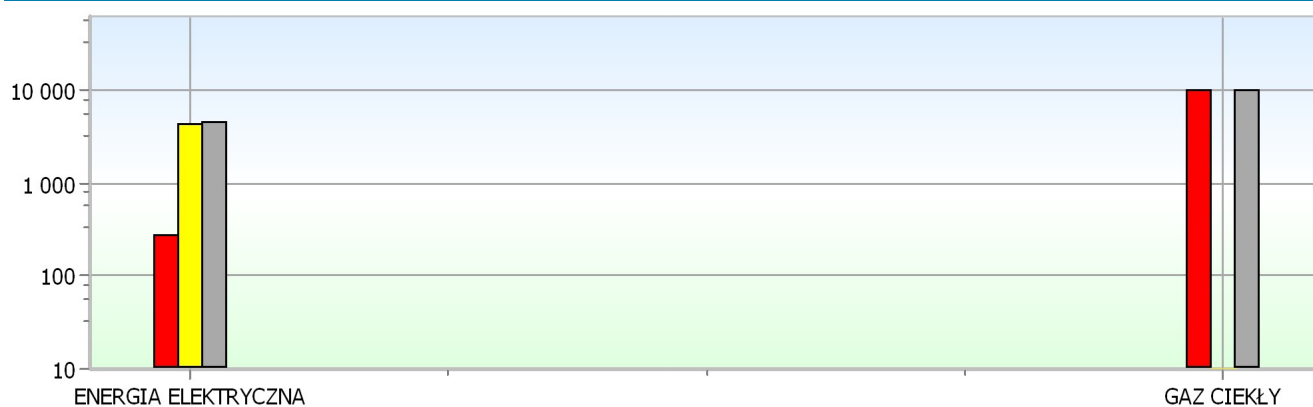 10 000
1 000
100
10
ENERGIA ELEKTRYCZNA
GAZ CIEKŁY